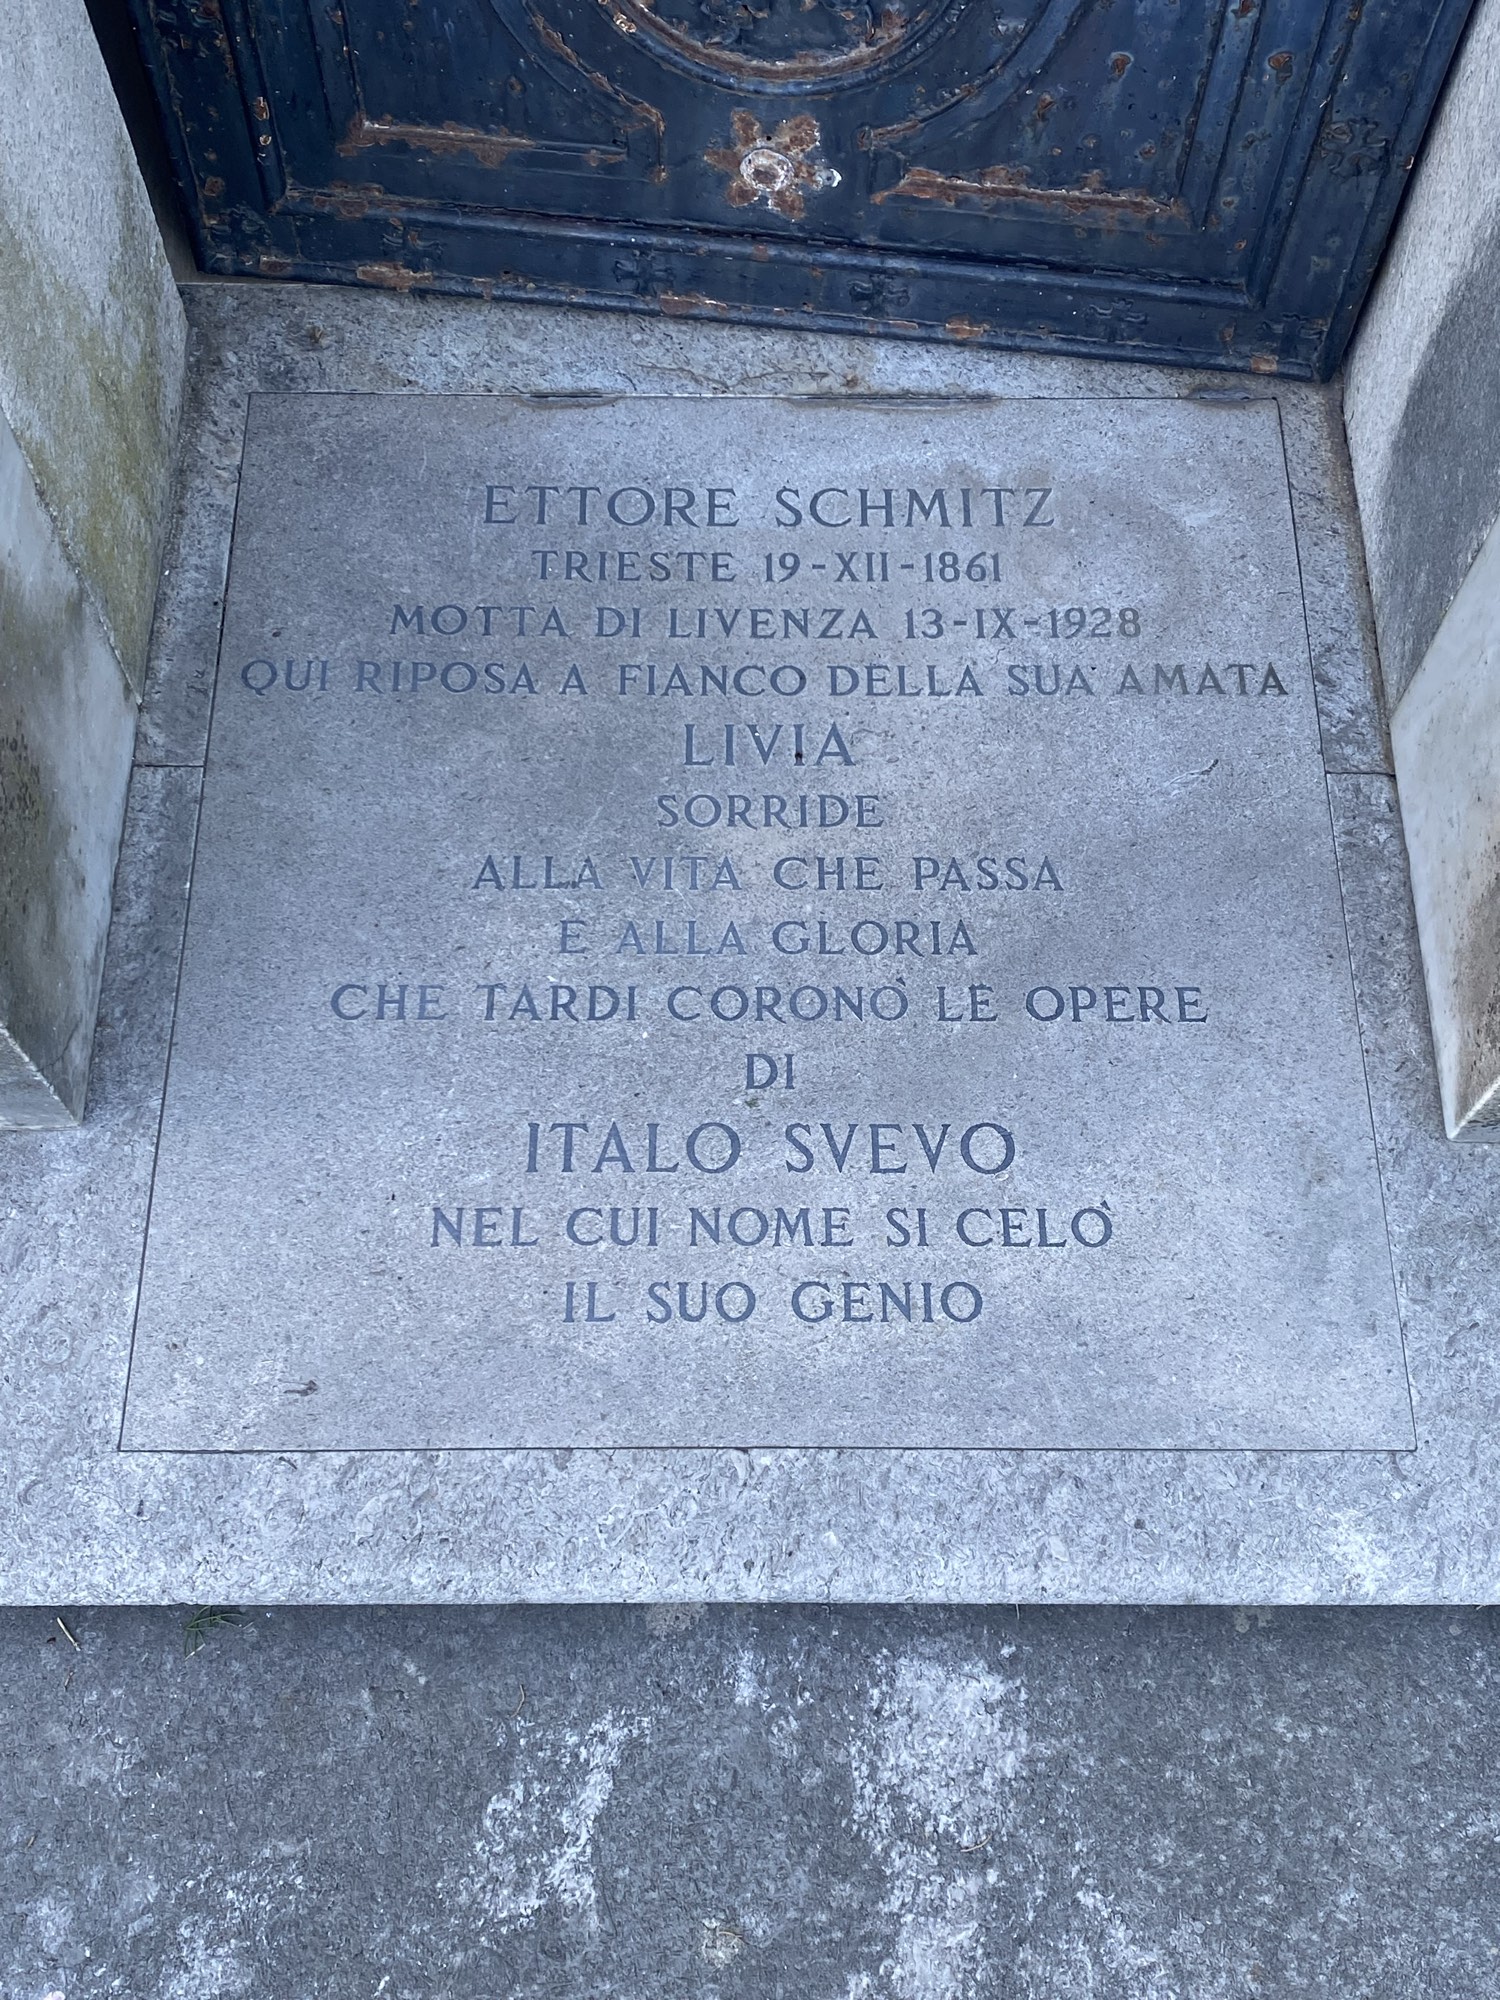 ETTORE SCHMITZ
TRIESTE 19-XII-1861
MOTTA DI LIVENZA 13-IX-1928
QUI RIPOSA A FIANCO DELLA SUA AMATA
LIVIA
SORRIDE
ALLA VITA CHE PASSA
E ALLA GLORIA
CHE TARDI CORONÒ LE OPERE
DI
ITALO SVEVO
NEL CUI NOME SI CELÒ
IL SUO GENIO